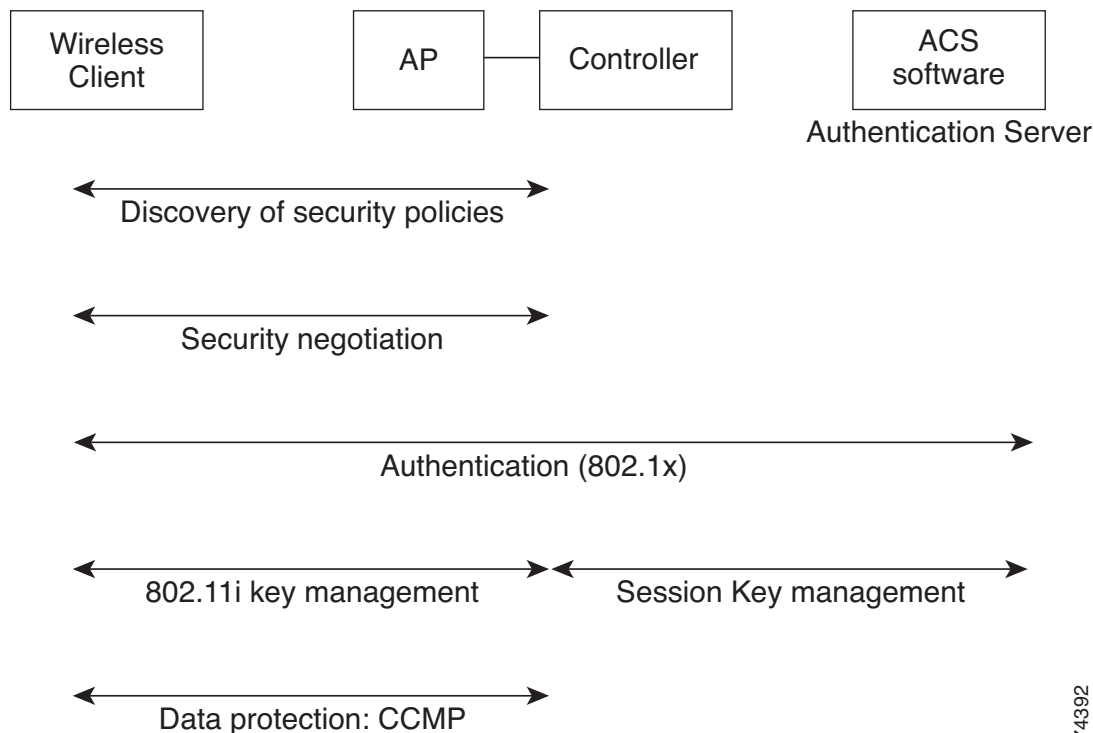 Wireless
Client
AP
Controller
ACS
software
Authentication Server
Discovery of security policies
Security negotiation
Authentication (802.1x)
802.11i key management
Session Key management
Data protection: CCMP
74392